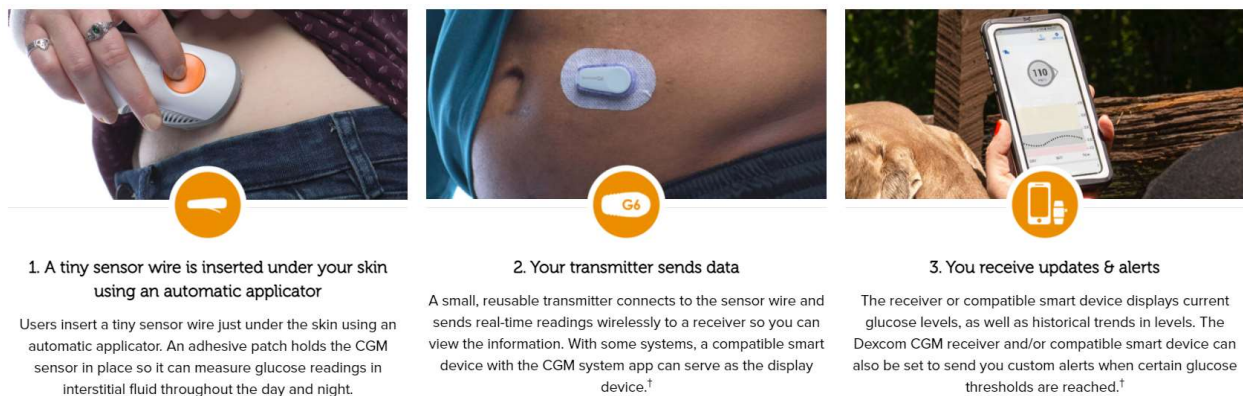 110
G6
1. A tiny sensor wire is inserted under your skin
using an automatic applicator
Users insert a tiny sensor wire just under the skin using an
automatic applicator. An adhesive patch holds the CGM
sensor in place so it can measure glucose readings in
interstitial fluid throughout the day and night.
2. Your transmitter sends data
A small, reusable transmitter connects to the sensor wire and
sends real-time readings wirelessly to a receiver so you can
view the information. With some systems, a compatible smart
device with the CGM system app can serve as the display
device.†
3. You receive updates & alerts
The receiver or compatible smart device displays current
glucose levels, as well as historical trends in levels. The
Dexcom CGM receiver and/or compatible smart device can
also be set to send you custom alerts when certain glucose
thresholds are reached.†